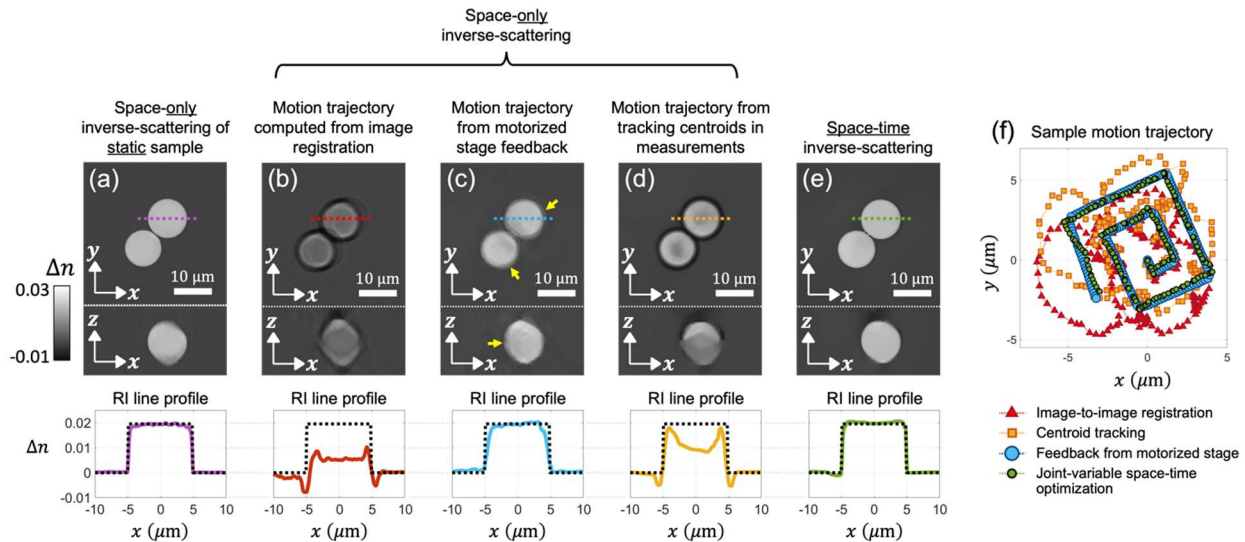 Space-only
inverse-scattering
Space-only
inverse-scattering of
static sample
Motion trajectory
computed from image
registration
Motion trajectory
from motorized
stage feedback
Motion trajectory from
tracking centroids in
measurements
Space-time
inverse-scattering
(f) Sample motion trajectory
(a)
(b)
(c)
(d)
(e)
Δn
0.03
-0.01
y
x
10 μm
y
x
10 μm
y
x
10 μm
y
x
10 μm
y
x
10 μm
z
x
z
x
z
x
z
x
z
x
5
0
-5
y (μm)
-5 0 5
x (μm)
RI line profile
RI line profile
RI line profile
RI line profile
RI line profile
Δn
0.02
0.01
0
-0.01
-10 -5 0 5 10
-10 -5 0 5 10
-10 -5 0 5 10
-10 -5 0 5 10
-10 -5 0 5 10
x (μm)
x (μm)
x (μm)
x (μm)
x (μm)
Image-to-image registration
Centroid tracking
Feedback from motorized stage
Joint-variable space-time
optimization